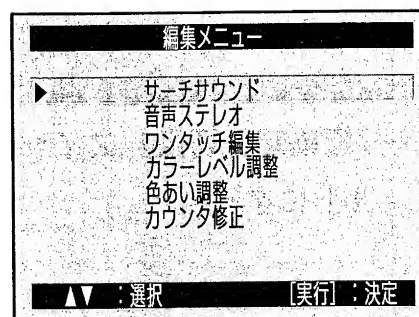 編集メニュー
▶ サーチサウンド
音声ステレオ
ワンタッチ編集
カラーレベル調整
色あい調整
カウンタ修正
▲▼：選択 [実行]：決定